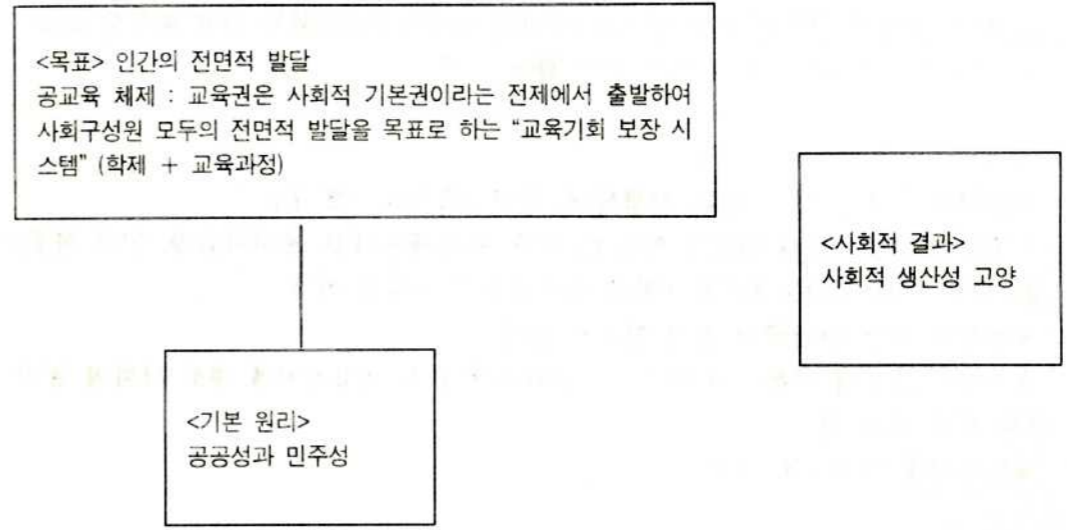 <목표> 인간의 전면적 발달
공교육 체제 : 교육권은 사회적 기본권이라는 전제에서 출발하여
사회구성원 모두의 전면적 발달을 목표로 하는 “교육기회 보장 시
스템” (학제 + 교육과정)
<사회적 결과>
사회적 생산성 고양
<기본 원리>
공공성과 민주성